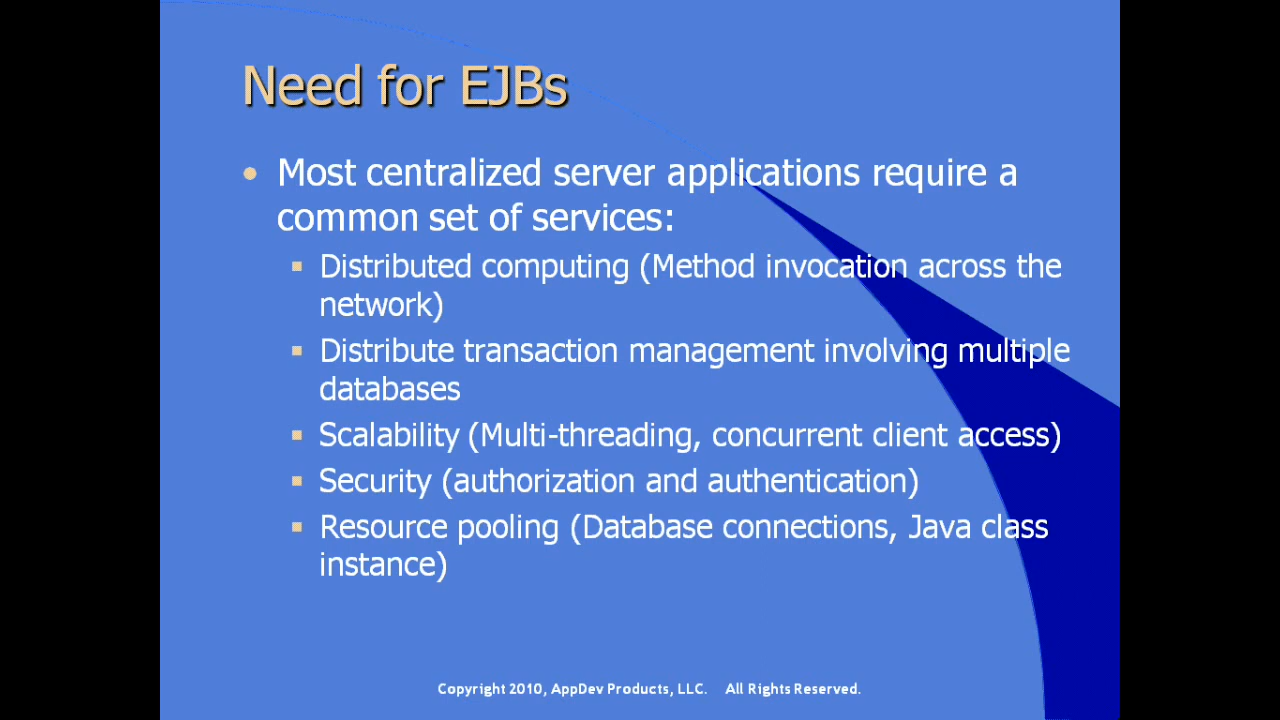 Need for EJBs
• Most centralized server applications require a
common set of services:
▪ Distributed computing (Method invocation across the
network)
▪ Distribute transaction management involving multiple
databases
▪ Scalability (Multi-threading, concurrent client access)
▪ Security (authorization and authentication)
▪ Resource pooling (Database connections, Java class
instance)
Copyright 2010, AppDev Products, LLC. All Rights Reserved.